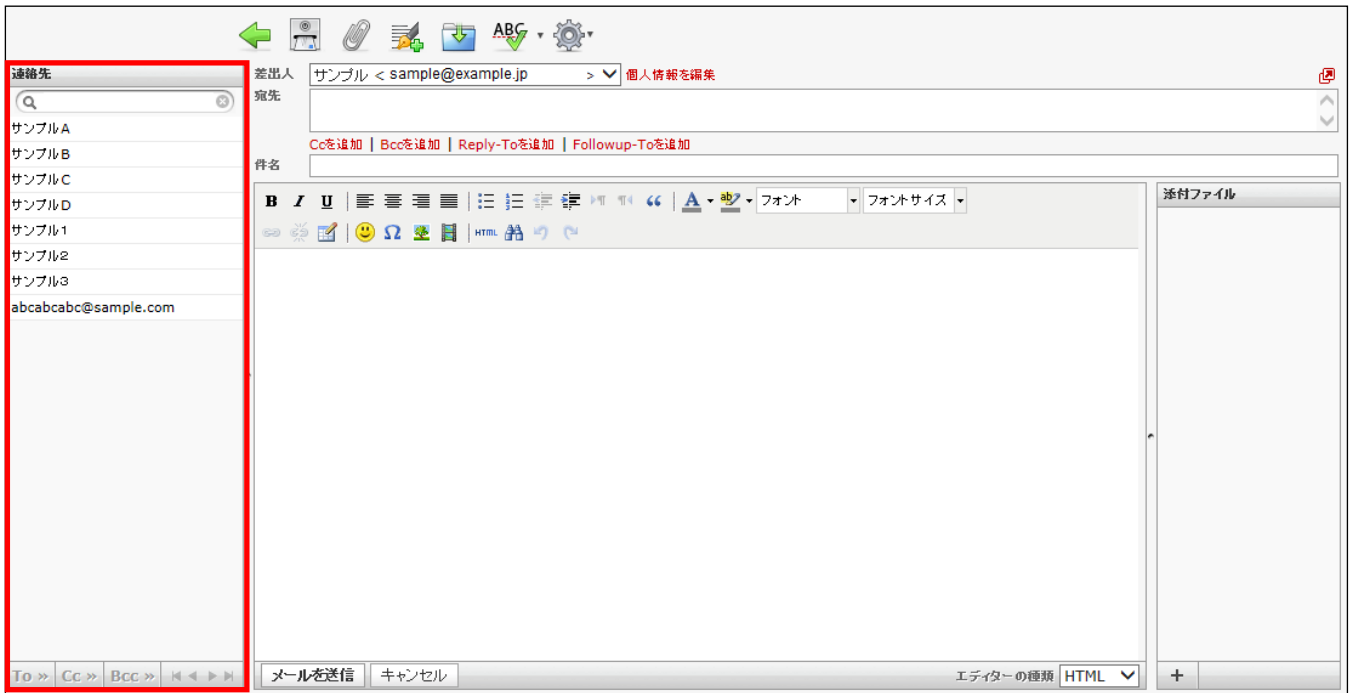 ABC
連絡先
差出人 サンプル < sample@example.jp > 個人情報を編集
宛先
サンプルA
サンプルB
サンプルC
サンプルD
サンプル1
サンプル2
サンプル3
abcabcabc@sample.com
Ccを追加 | Bccを追加 | Reply-Toを追加 | Followup-Toを追加
件名
B I U A ab フォント フォントサイズ
Ω HTML
添付ファイル
To » Cc » Bcc »
メールを送信 キャンセル エディターの種類 HTML +